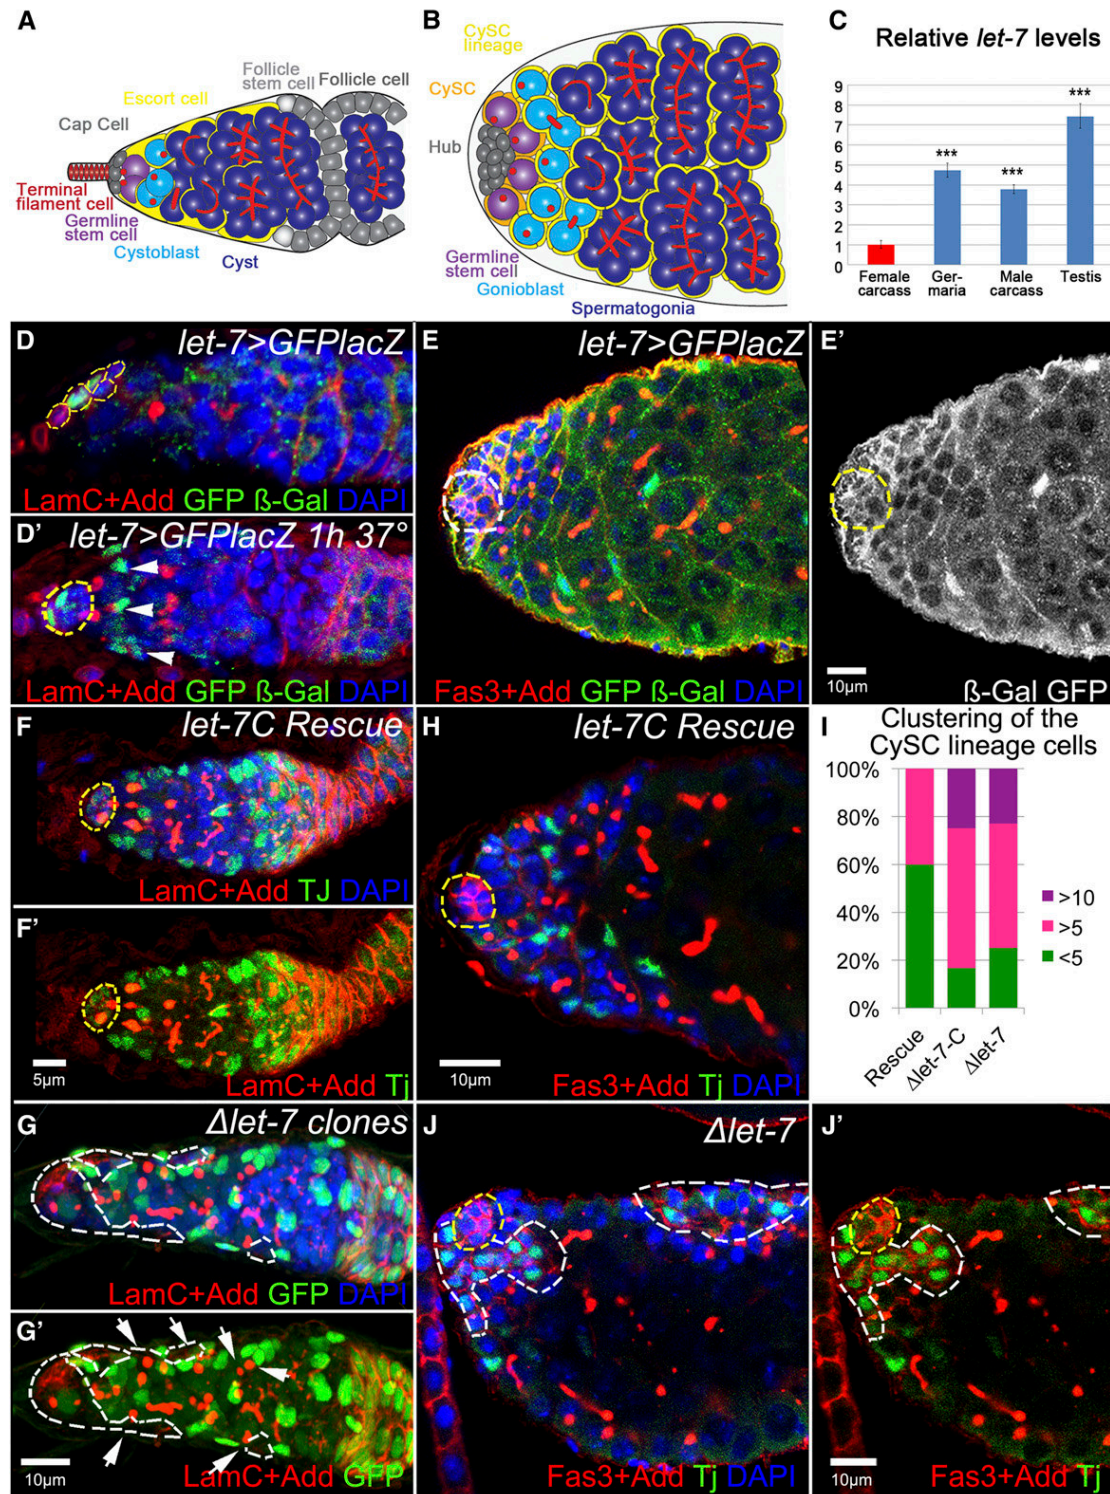 A
Follicle
stem cell
Follicle cell
Escort cell
Cap Cell
Terminal
filament cell
Germline
stem cell
Cystoblast
Cyst
B
CySC
lineage
CySC
Hub
Germline
stem cell
Gonioblast
Spermatogonia
C
Relative let-7 levels
9
8
7
6
5
4
3
2
1
0
***
***
***
Female
carcass
Ger-
maria
Male
carcass
Testis
D
let-7>GFPlacZ
LamC+Add GFP ß-Gal DAPI
D'
let-7>GFPlacZ 1h 37°
LamC+Add GFP ß-Gal DAPI
E
let-7>GFPlacZ
Fas3+Add GFP ß-Gal DAPI
E'
10µm
ß-Gal GFP
F
let-7C Rescue
LamC+Add TJ DAPI
F'
5µm
LamC+Add Tj
H
let-7C Rescue
10µm
Fas3+Add Tj DAPI
I
Clustering of the
CySC lineage cells
100%
80%
60%
40%
20%
0%
>10
>5
<5
Rescue
Δlet-7-C
Δlet-7
G
Δlet-7 clones
LamC+Add GFP DAPI
G'
10µm
LamC+Add GFP
J
Δlet-7
Fas3+Add Tj DAPI
J'
10µm
Fas3+Add Tj